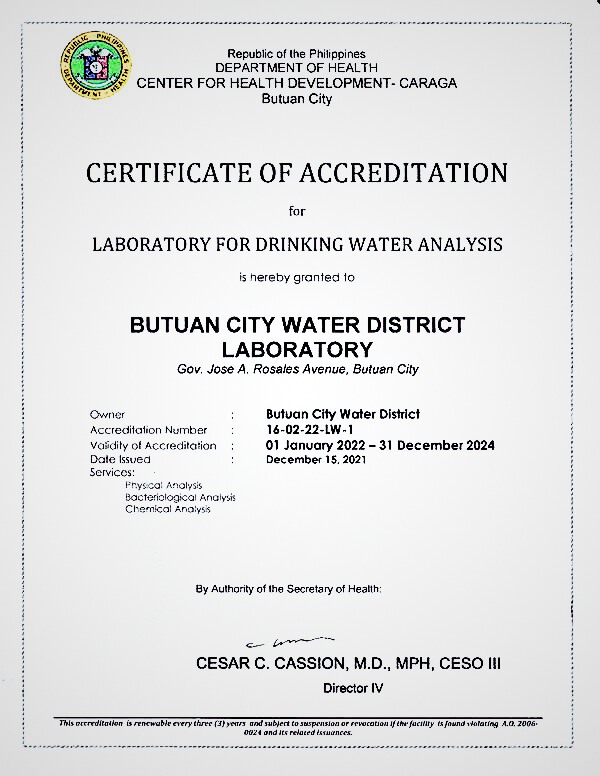 REPUBLIC PHILIPPINES
DEPARTMENT HEALTH
Republic of the Philippines
DEPARTMENT OF HEALTH
CENTER FOR HEALTH DEVELOPMENT- CARAGA
Butuan City
CERTIFICATE OF ACCREDITATION
for
LABORATORY FOR DRINKING WATER ANALYSIS
is hereby granted to
BUTUAN CITY WATER DISTRICT
LABORATORY
Gov. Jose A. Rosales Avenue, Butuan City
Owner : Butuan City Water District
Accreditation Number : 16-02-22-LW-1
Validity of Accreditation : 01 January 2022 – 31 December 2024
Date Issued : December 15, 2021
Services:
Physical Analysis
Bacteriological Analysis
Chemical Analysis
By Authority of the Secretary of Health:
CESAR C. CASSION, M.D., MPH, CESO III
Director IV
This accreditation is renewable every three (3) years and subject to suspension or revocation if the facility is found violating A.O. 2006-
0024 and its related issuances.